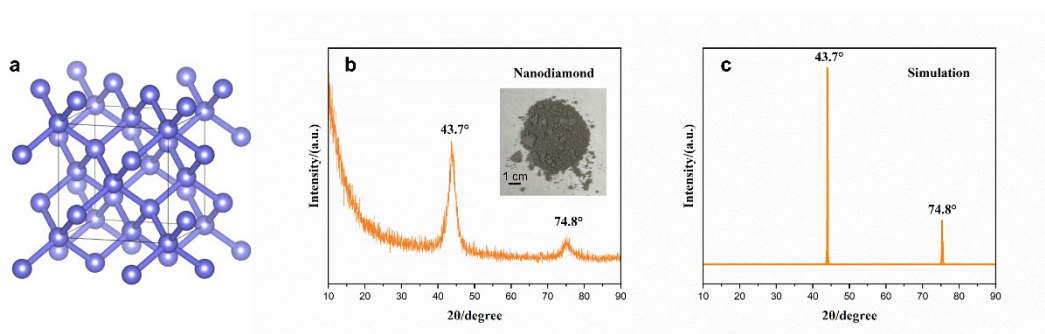 a
b
Nanodiamond
43.7°
74.8°
1 cm
Intensity/(a.u.)
10 20 30 40 50 60 70 80 90
2θ/degree
c
43.7°
Simulation
74.8°
Intensity/(a.u.)
10 20 30 40 50 60 70 80 90
2θ/degree